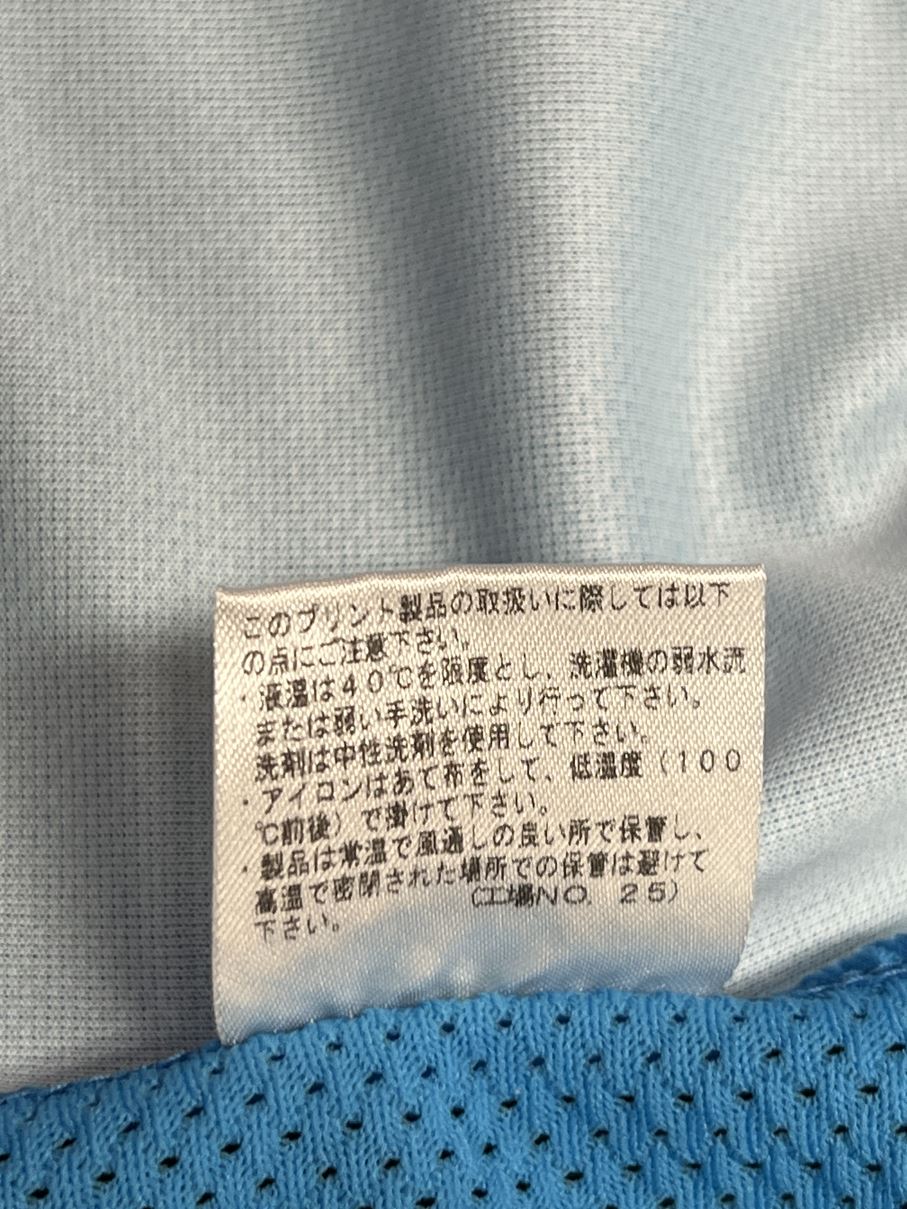 このプリント製品の取扱いに際しては以下
の点にご注意下さい。
・液温は40℃を限度とし、洗濯機の弱水流
または弱い手洗いにより行って下さい。
洗剤は中性洗剤を使用して下さい。
・アイロンはあて布をして、低温度（100
℃前後）で掛けて下さい。
・製品は常温で風通しの良い所で保管し、
高温で密閉された場所での保管は避けて
下さい。
（工場NO. 25）